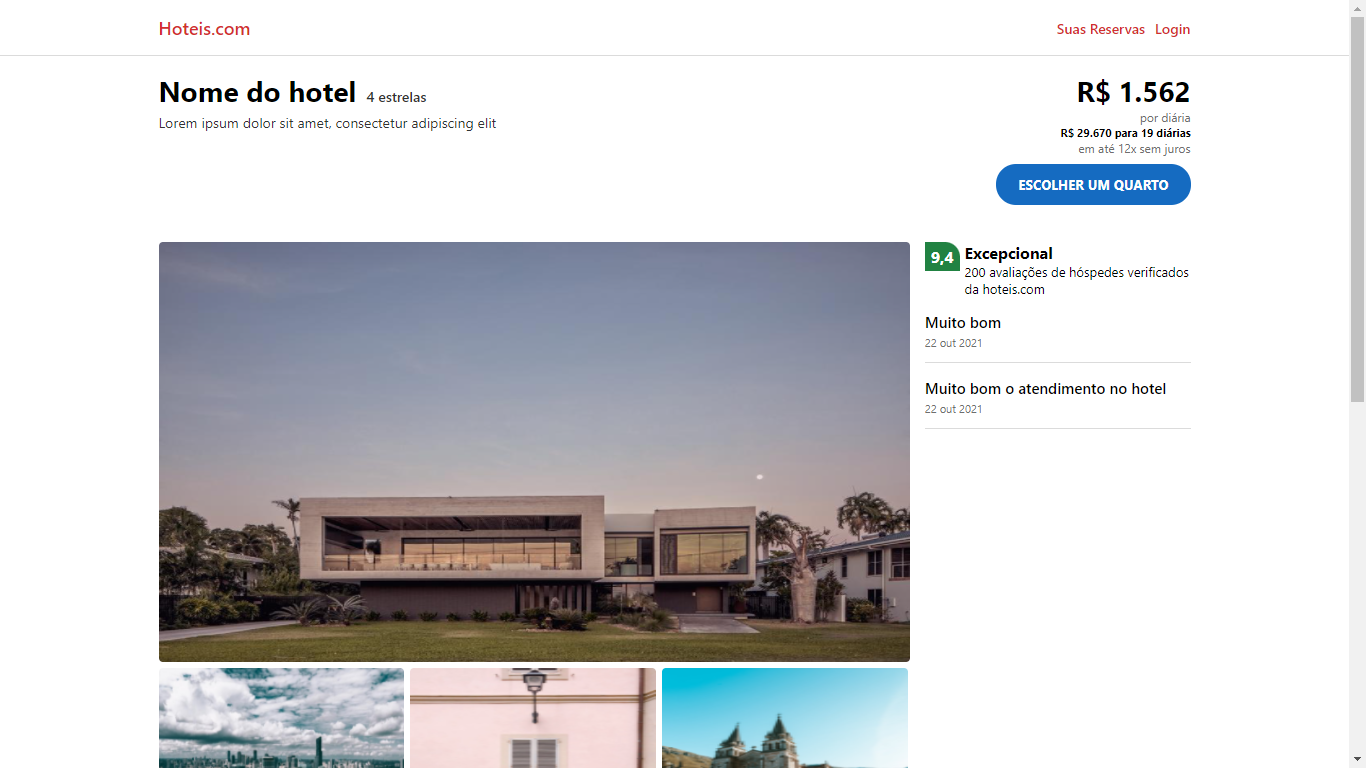 Hoteis.com
Suas Reservas Login
Nome do hotel 4 estrelas
Lorem ipsum dolor sit amet, consectetur adipiscing elit
R$ 1.562
por diária
R$ 29.670 para 19 diárias
em até 12x sem juros
ESCOLHER UM QUARTO
9,4 Excepcional
200 avaliações de hóspedes verificados
da hoteis.com
Muito bom
22 out 2021
Muito bom o atendimento no hotel
22 out 2021